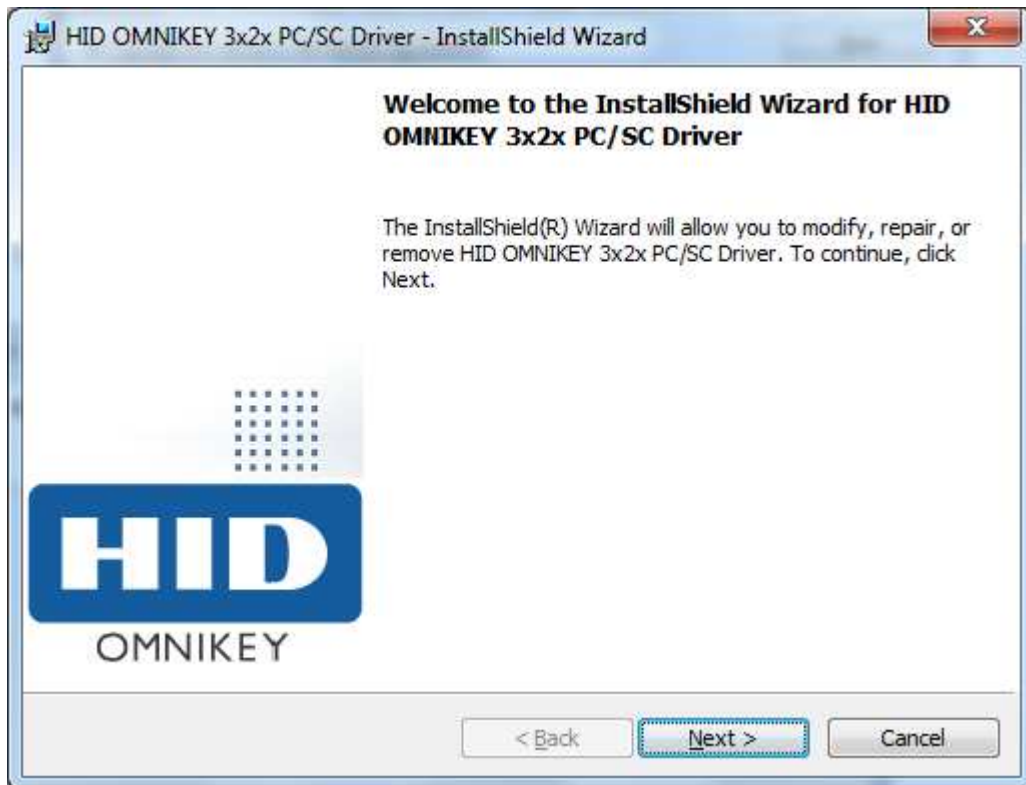 HID OMNIKEY 3x2x PC/SC Driver - InstallShield Wizard
X
Welcome to the InstallShield Wizard for HID
OMNIKEY 3x2x PC/SC Driver
The InstallShield(R) Wizard will allow you to modify, repair, or
remove HID OMNIKEY 3x2x PC/SC Driver. To continue, click
Next.
HID
OMNIKEY
< Back
Next >
Cancel